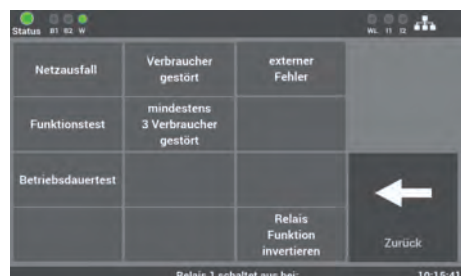 Status B1 B2 W WL I1 I2
Netzausfall
Verbraucher
gestört
externer
Fehler
Funktionstest
mindestens
3 Verbraucher
gestört
Betriebsdauertest
Relais
Funktion
invertieren
Zurück
Relais 1 schaltet aus bei: 10:15:41